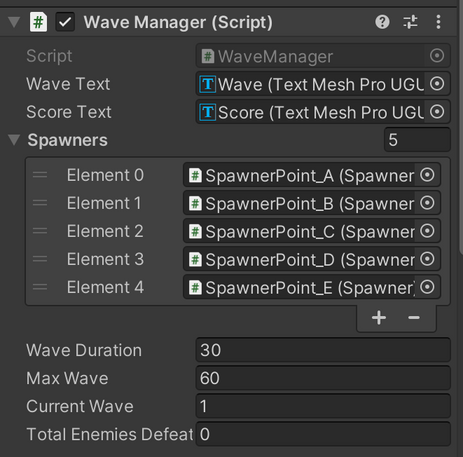 Wave Manager (Script)
Script WaveManager
Wave Text Wave (Text Mesh Pro UGU
Score Text Score (Text Mesh Pro UGU
Spawners 5
Element 0 SpawnerPoint_A (Spawner
Element 1 SpawnerPoint_B (Spawner
Element 2 SpawnerPoint_C (Spawner
Element 3 SpawnerPoint_D (Spawner
Element 4 SpawnerPoint_E (Spawner)
Wave Duration 30
Max Wave 60
Current Wave 1
Total Enemies Defeat 0